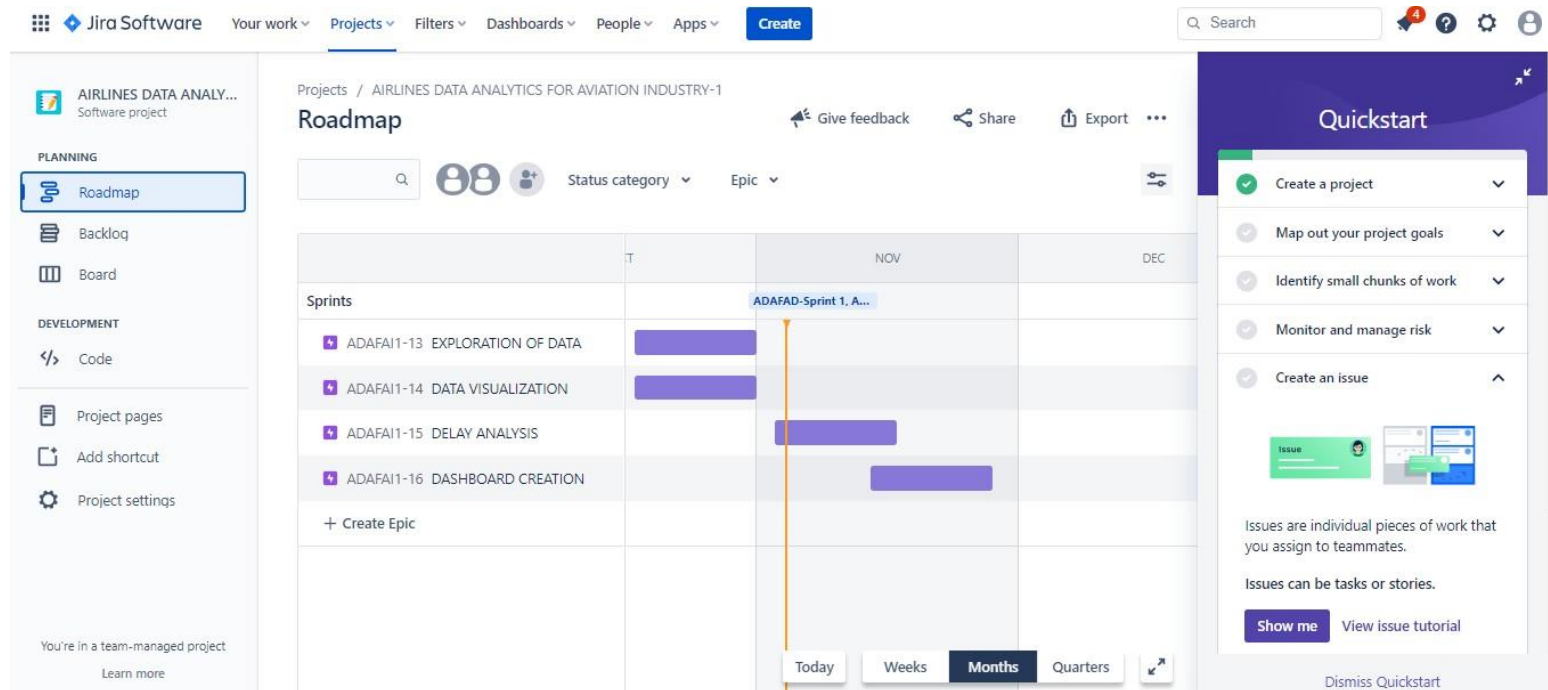 Jira Software Your work Projects Filters Dashboards People Apps Create Search 4
AIRLINES DATA ANALY...
Software project
PLANNING
Roadmap
Backlog
Board
DEVELOPMENT
Code
Project pages
Add shortcut
Project settings
You're in a team-managed project
Learn more
Projects / AIRLINES DATA ANALYTICS FOR AVIATION INDUSTRY-1
Roadmap
Give feedback Share Export
Status category Epic
NOV DEC
Sprints
ADAFAD-Sprint 1, A...
ADAFAI1-13 EXPLORATION OF DATA
ADAFAI1-14 DATA VISUALIZATION
ADAFAI1-15 DELAY ANALYSIS
ADAFAI1-16 DASHBOARD CREATION
+ Create Epic
Today Weeks Months Quarters
Quickstart
Create a project
Map out your project goals
Identify small chunks of work
Monitor and manage risk
Create an issue
Issue
Issues are individual pieces of work that
you assign to teammates.
Issues can be tasks or stories.
Show me View issue tutorial
Dismiss Quickstart